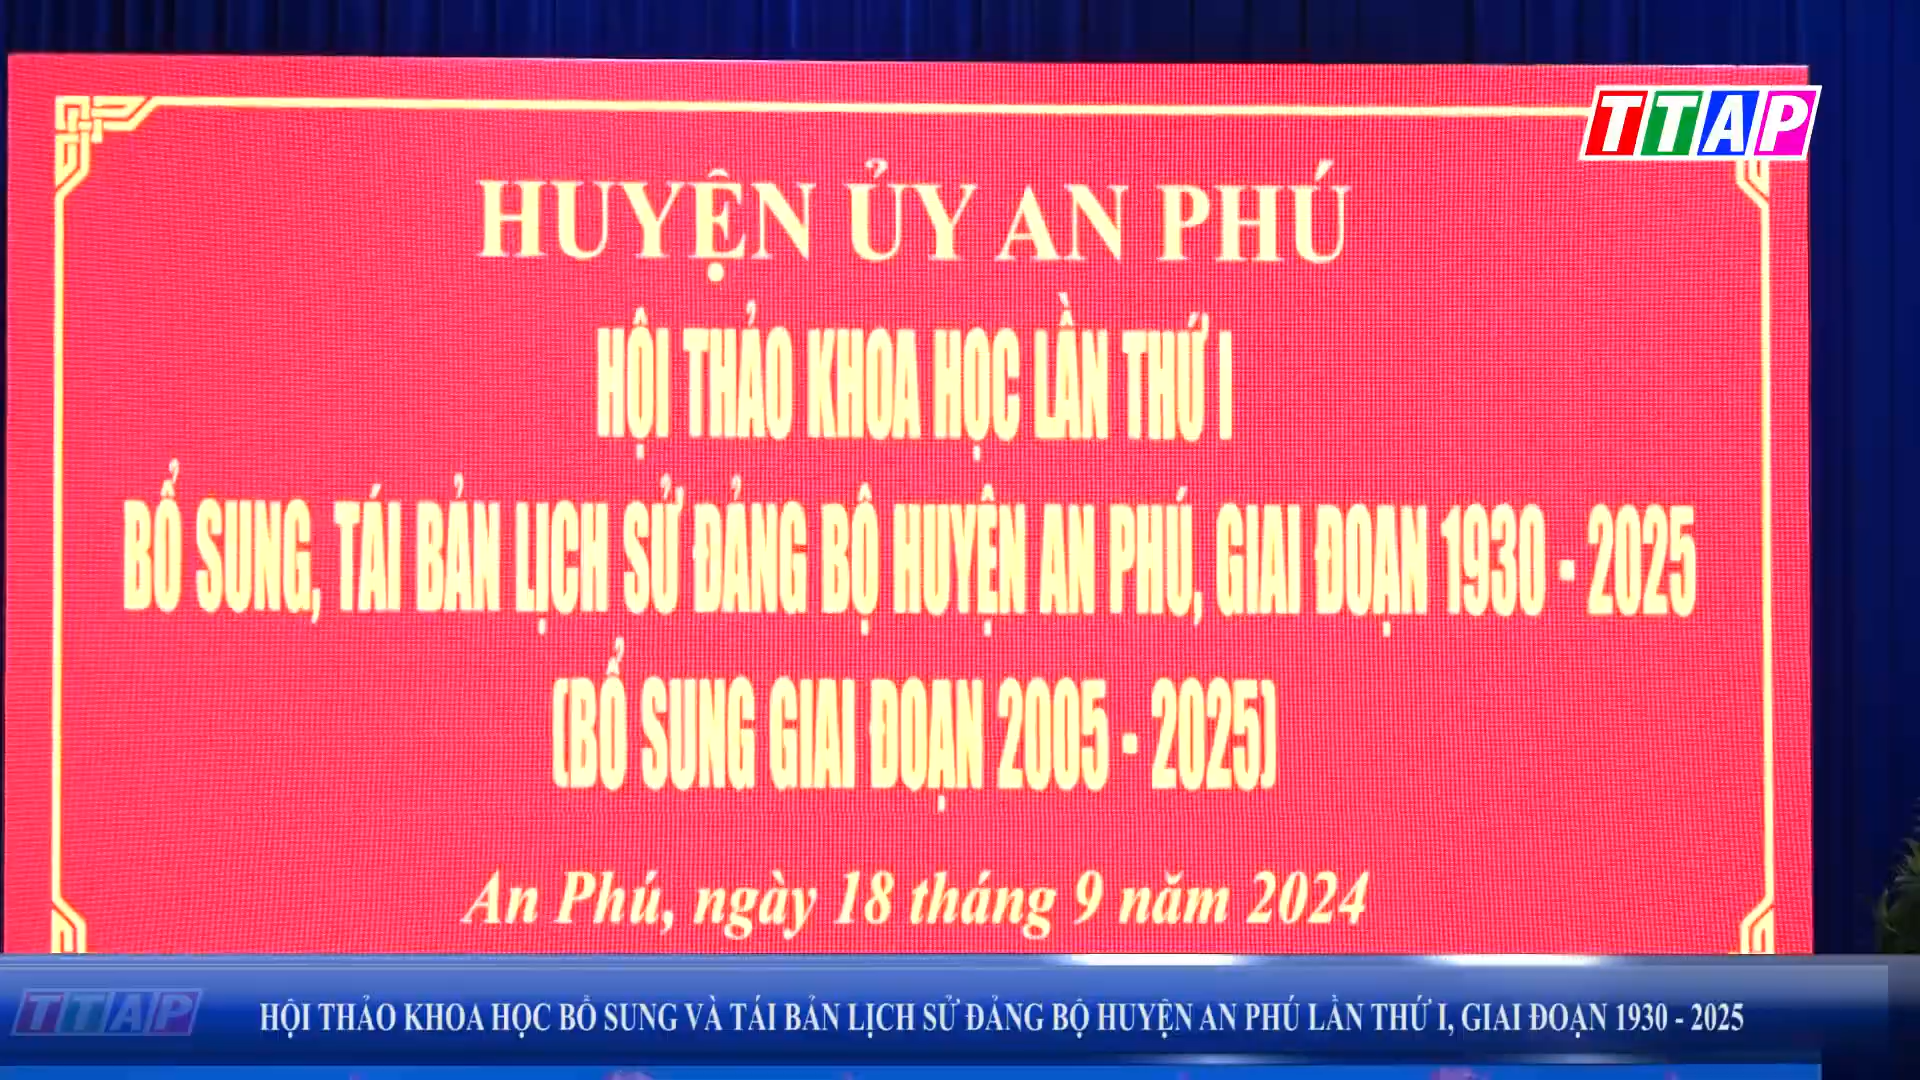 TTAP
HUYỆN ỦY AN PHÚ
HỘI THẢO KHOA HỌC LẦN THỨ I
BỔ SUNG, TÁI BẢN LỊCH SỬ ĐẢNG BỘ HUYỆN AN PHÚ, GIAI ĐOẠN 1930 - 2025
(BỔ SUNG GIAI ĐOẠN 2005 - 2025)
An Phú, ngày 18 tháng 9 năm 2024
TTAP
HỘI THẢO KHOA HỌC BỔ SUNG VÀ TÁI BẢN LỊCH SỬ ĐẢNG BỘ HUYỆN AN PHÚ LẦN THỨ I, GIAI ĐOẠN 1930 - 2025